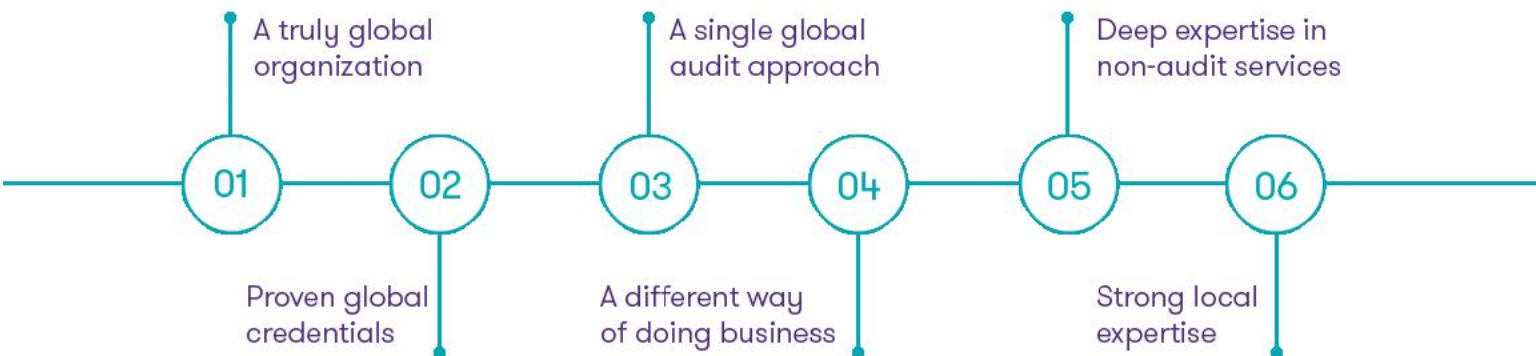 A truly global
organization
A single global
audit approach
Deep expertise in
non-audit services
01
02
03
04
05
06
Proven global
credentials
A different way
of doing business
Strong local
expertise